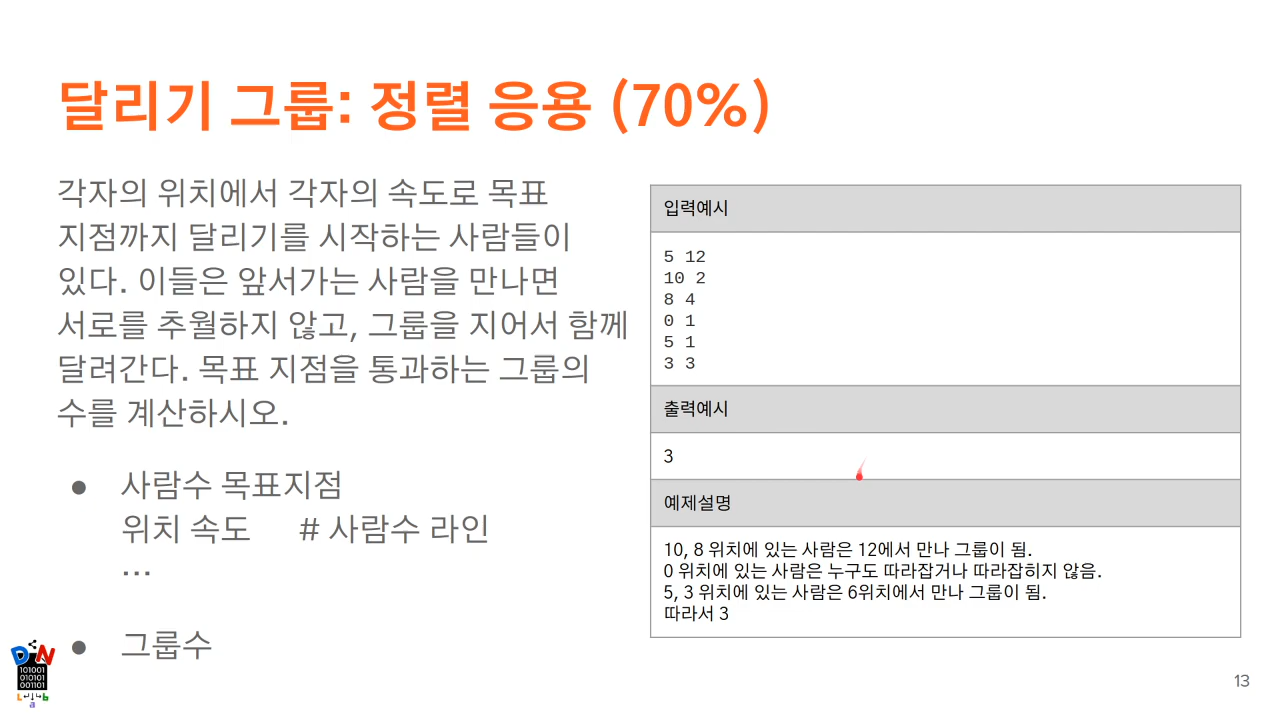 달리기 그룹: 정렬 응용 (70%)
각자의 위치에서 각자의 속도로 목표
지점까지 달리기를 시작하는 사람들이
있다. 이들은 앞서가는 사람을 만나면
서로를 추월하지 않고, 그룹을 지어서 함께
달려간다. 목표 지점을 통과하는 그룹의
수를 계산하시오.
● 사람수 목표지점
위치 속도 # 사람수 라인
...
● 그룹수
입력예시
5 12
10 2
8 4
0 1
5 1
3 3
출력예시
3
예제설명
10, 8 위치에 있는 사람은 12에서 만나 그룹이 됨.
0 위치에 있는 사람은 누구도 따라잡거나 따라잡히지 않음.
5, 3 위치에 있는 사람은 6위치에서 만나 그룹이 됨.
따라서 3
D N
101001
010101
001101
L b
a
13